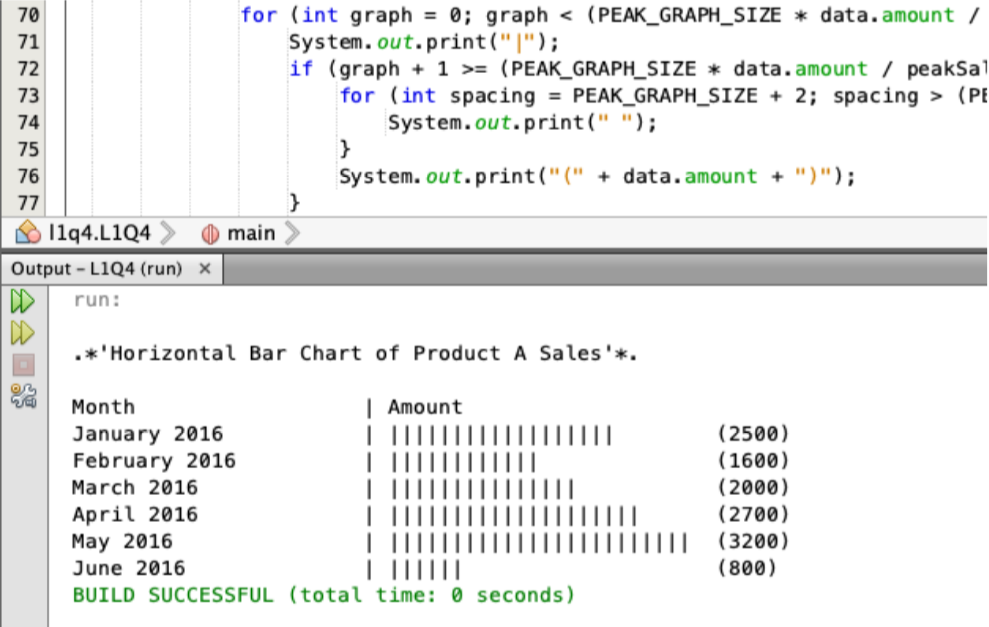 70 for (int graph = 0; graph < (PEAK_GRAPH_SIZE * data.amount /
71 System.out.print("|");
72 if (graph + 1 >= (PEAK_GRAPH_SIZE * data.amount / peakSal
73 for (int spacing = PEAK_GRAPH_SIZE + 2; spacing > (PE
74 System.out.print(" ");
75 }
76 System.out.print("(" + data.amount + ")");
77 }
l1q4.L1Q4 main
Output – L1Q4 (run) ×
run:
.*'Horizontal Bar Chart of Product A Sales'*.
Month | Amount
January 2016 | |||||||||||||||||| (2500)
February 2016 | |||||||||||| (1600)
March 2016 | ||||||||||||||| (2000)
April 2016 | |||||||||||||||||||| (2700)
May 2016 | |||||||||||||||||||||||| (3200)
June 2016 | |||||| (800)
BUILD SUCCESSFUL (total time: 0 seconds)